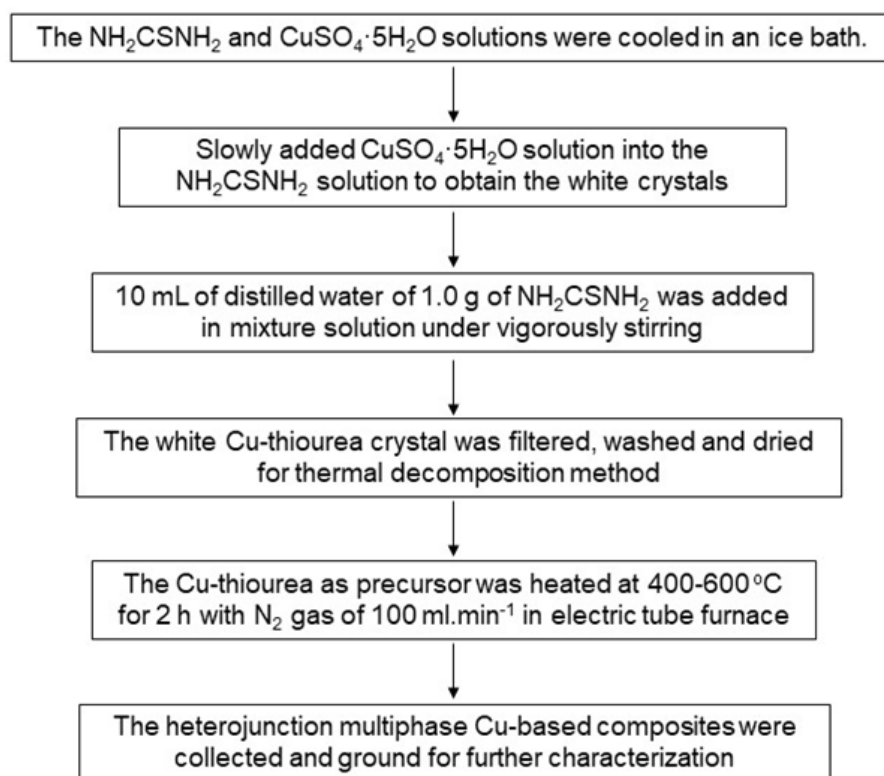 The NH₂CSNH₂ and CuSO₄·5H₂O solutions were cooled in an ice bath.
Slowly added CuSO₄·5H₂O solution into the
NH₂CSNH₂ solution to obtain the white crystals
10 mL of distilled water of 1.0 g of NH₂CSNH₂ was added
in mixture solution under vigorously stirring
The white Cu-thiourea crystal was filtered, washed and dried
for thermal decomposition method
The Cu-thiourea as precursor was heated at 400-600 ᵒC
for 2 h with N₂ gas of 100 ml.min⁻¹ in electric tube furnace
The heterojunction multiphase Cu-based composites were
collected and ground for further characterization